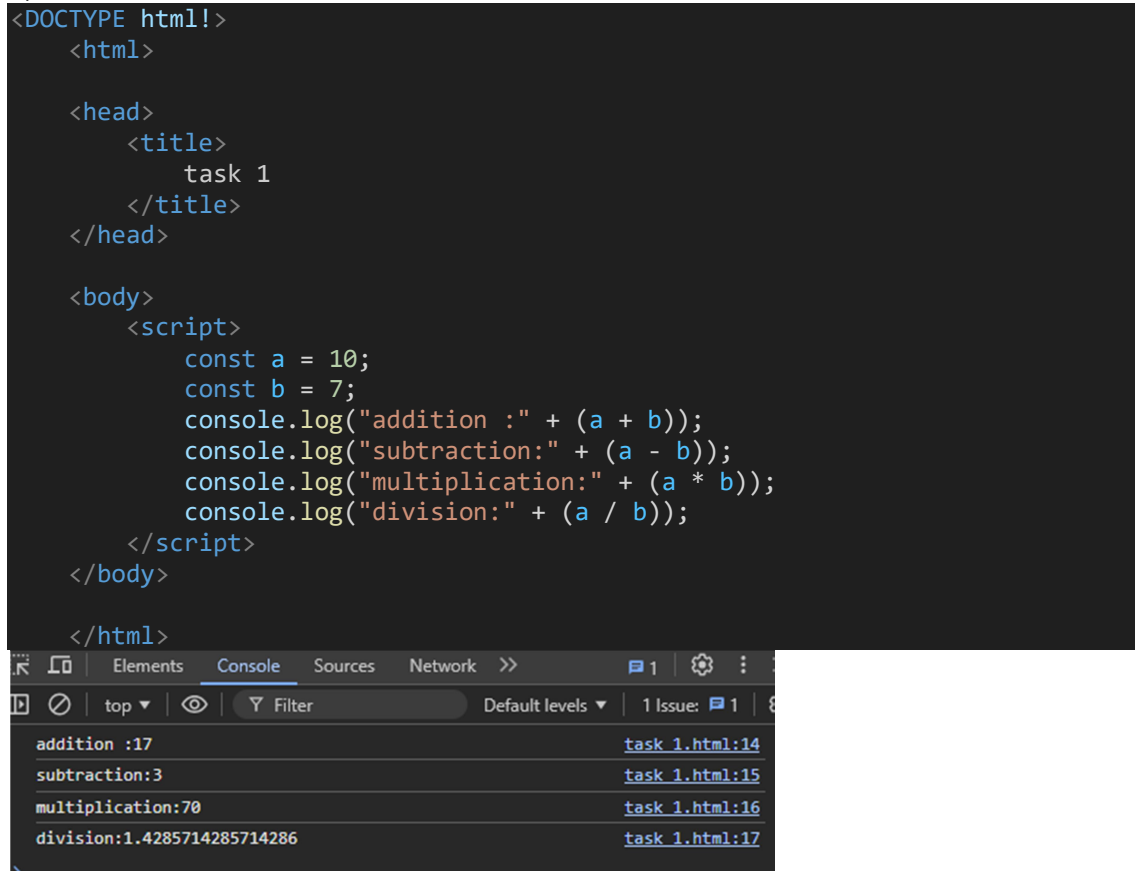 <DOCTYPE html!>
<html>
<head>
<title>
task 1
</title>
</head>
<body>
<script>
const a = 10;
const b = 7;
console.log("addition :" + (a + b));
console.log("subtraction:" + (a - b));
console.log("multiplication:" + (a * b));
console.log("division:" + (a / b));
</script>
</body>
</html>
Elements Console Sources Network >> 1
top ▼ Filter Default levels ▼ 1 Issue: 1
addition :17 task 1.html:14
subtraction:3 task 1.html:15
multiplication:70 task 1.html:16
division:1.4285714285714286 task 1.html:17